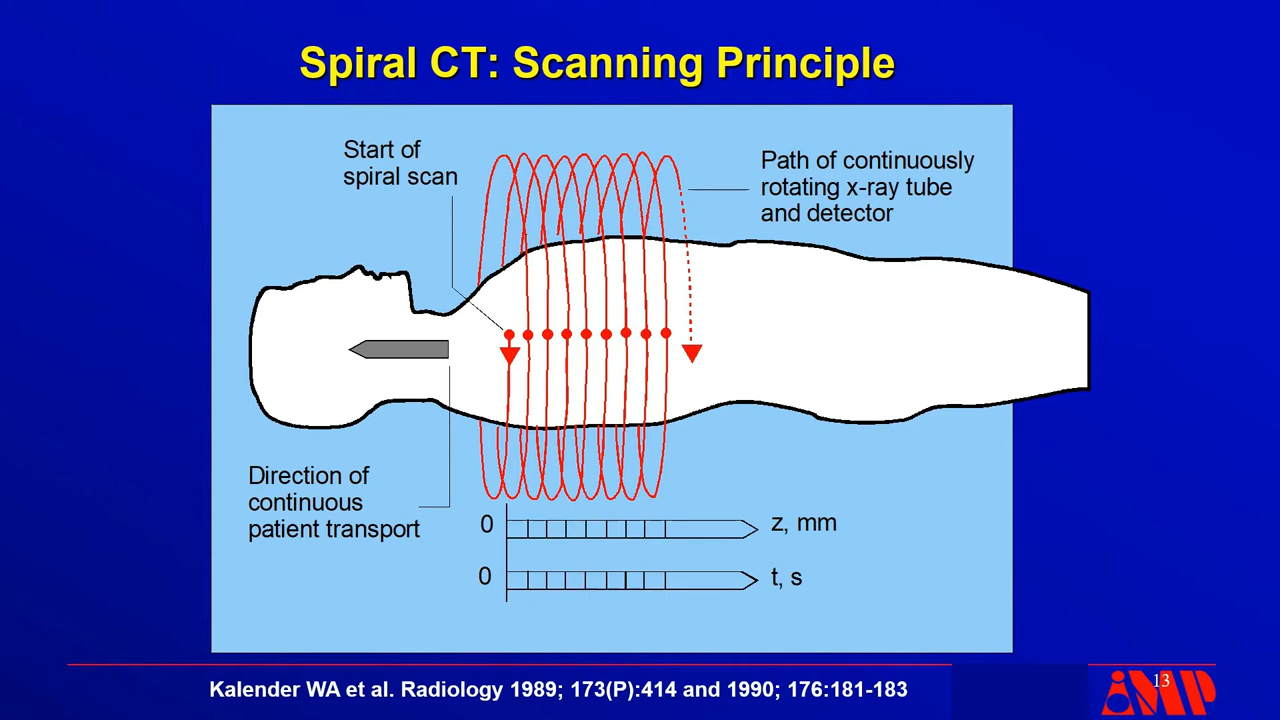 Spiral CT: Scanning Principle
Start of
spiral scan
Path of continuously
rotating x-ray tube
and detector
Direction of
continuous
patient transport
0
z, mm
0
t, s
Kalender WA et al. Radiology 1989; 173(P):414 and 1990; 176:181-183
iMP
13